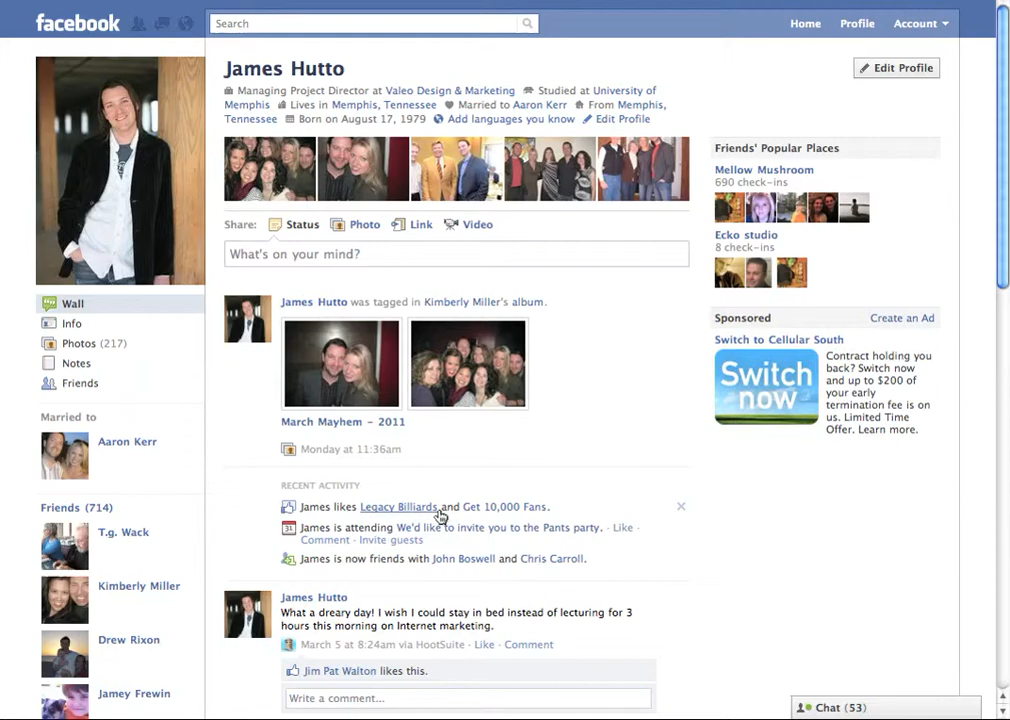 facebook
Search
Home Profile Account
James Hutto
Edit Profile
Managing Project Director at Valeo Design & Marketing Studied at University of
Memphis Lives in Memphis, Tennessee Married to Aaron Kerr From Memphis,
Tennessee Born on August 17, 1979 Add languages you know Edit Profile
Share: Status Photo Link Video
What's on your mind?
Wall
Info
Photos (217)
Notes
Friends
Married to
Aaron Kerr
Friends (714)
T.g. Wack
Kimberly Miller
Drew Rixon
Jamey Frewin
James Hutto was tagged in Kimberly Miller's album.
March Mayhem - 2011
Monday at 11:36am
RECENT ACTIVITY
James likes Legacy Billiards and Get 10,000 Fans.
31
James is attending We'd like to invite you to the Pants party. · Like ·
Comment · Invite guests
James is now friends with John Boswell and Chris Carroll.
James Hutto
What a dreary day! I wish I could stay in bed instead of lecturing for 3
hours this morning on Internet marketing.
March 5 at 8:24am via HootSuite · Like · Comment
Jim Pat Walton likes this.
Write a comment...
Friends' Popular Places
Mellow Mushroom
690 check-ins
Ecko studio
8 check-ins
Sponsored Create an Ad
Switch to Cellular South
Switch
now
Contract holding you
back? Switch now
and up to $200 of
your early
termination fee is on
us. Limited Time
Offer. Learn more.
Chat (53)